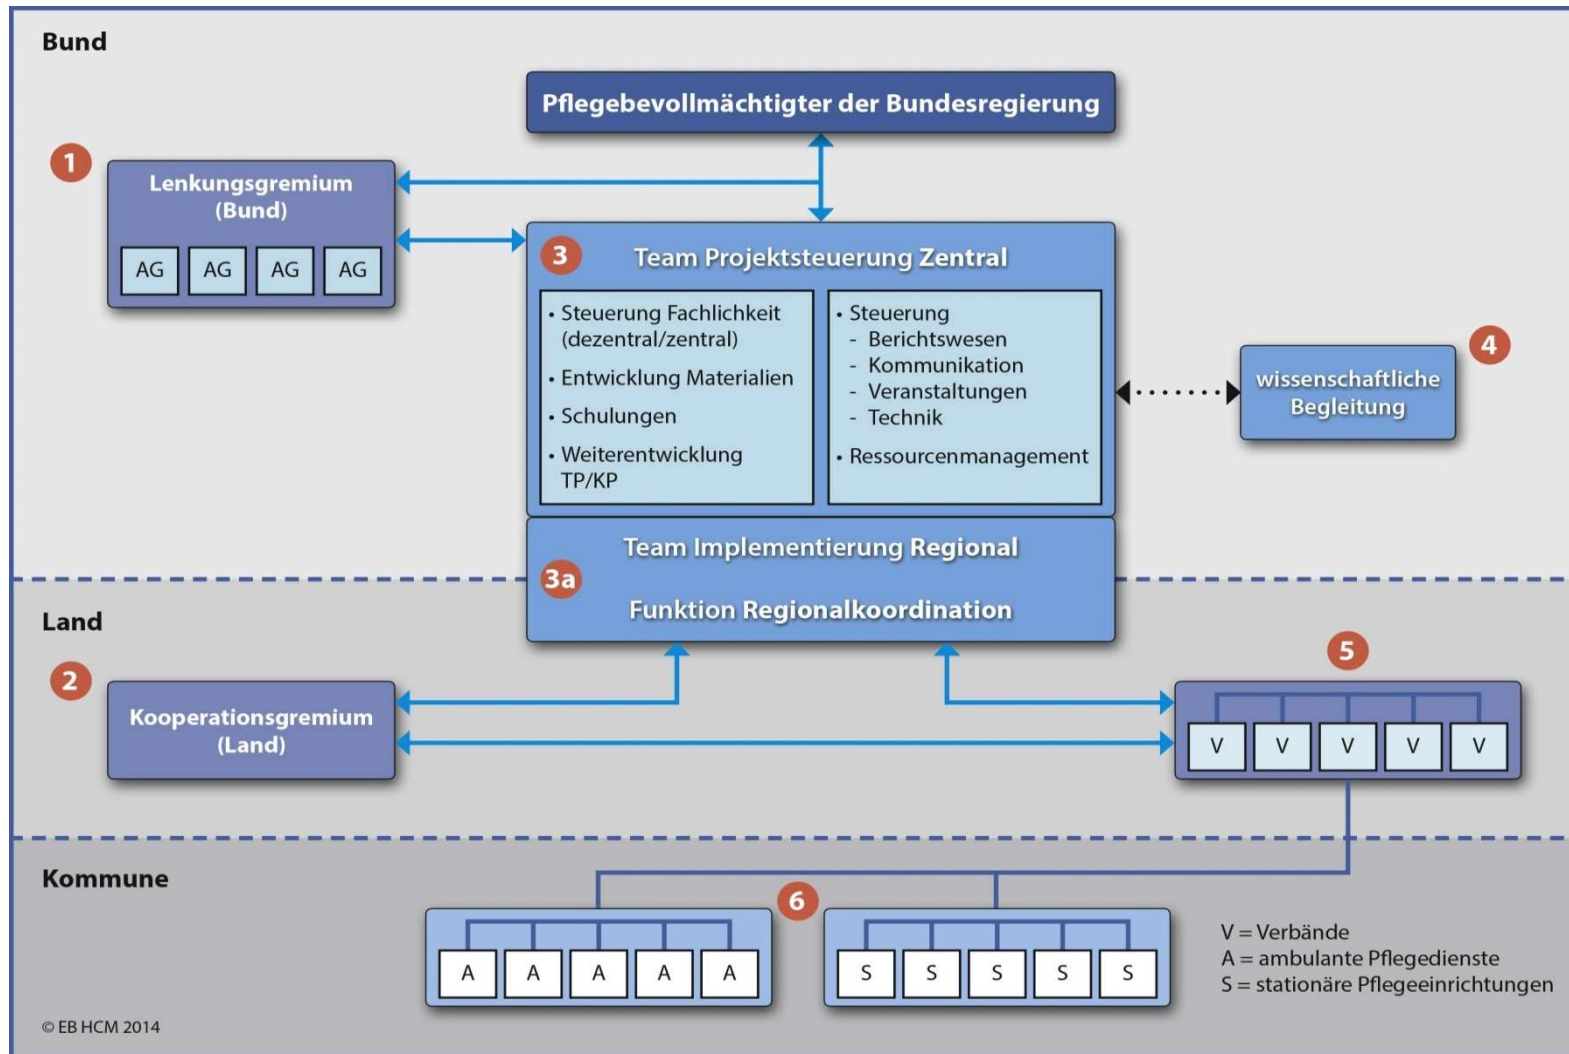 Bund
Pflegebevollmächtigter der Bundesregierung
1
Lenkungsgremium
(Bund)
AG AG AG AG
3 Team Projektsteuerung Zentral
• Steuerung Fachlichkeit
(dezentral/zentral)
• Entwicklung Materialien
• Schulungen
• Weiterentwicklung
TP/KP
• Steuerung
- Berichtswesen
- Kommunikation
- Veranstaltungen
- Technik
• Ressourcenmanagement
4
wissenschaftliche
Begleitung
Team Implementierung Regional
3a
Funktion Regionalkoordination
Land
2
Kooperationsgremium
(Land)
5
V V V V V
Kommune
6
A A A A A
S S S S S
V = Verbände
A = ambulante Pflegedienste
S = stationäre Pflegeeinrichtungen
© EB HCM 2014